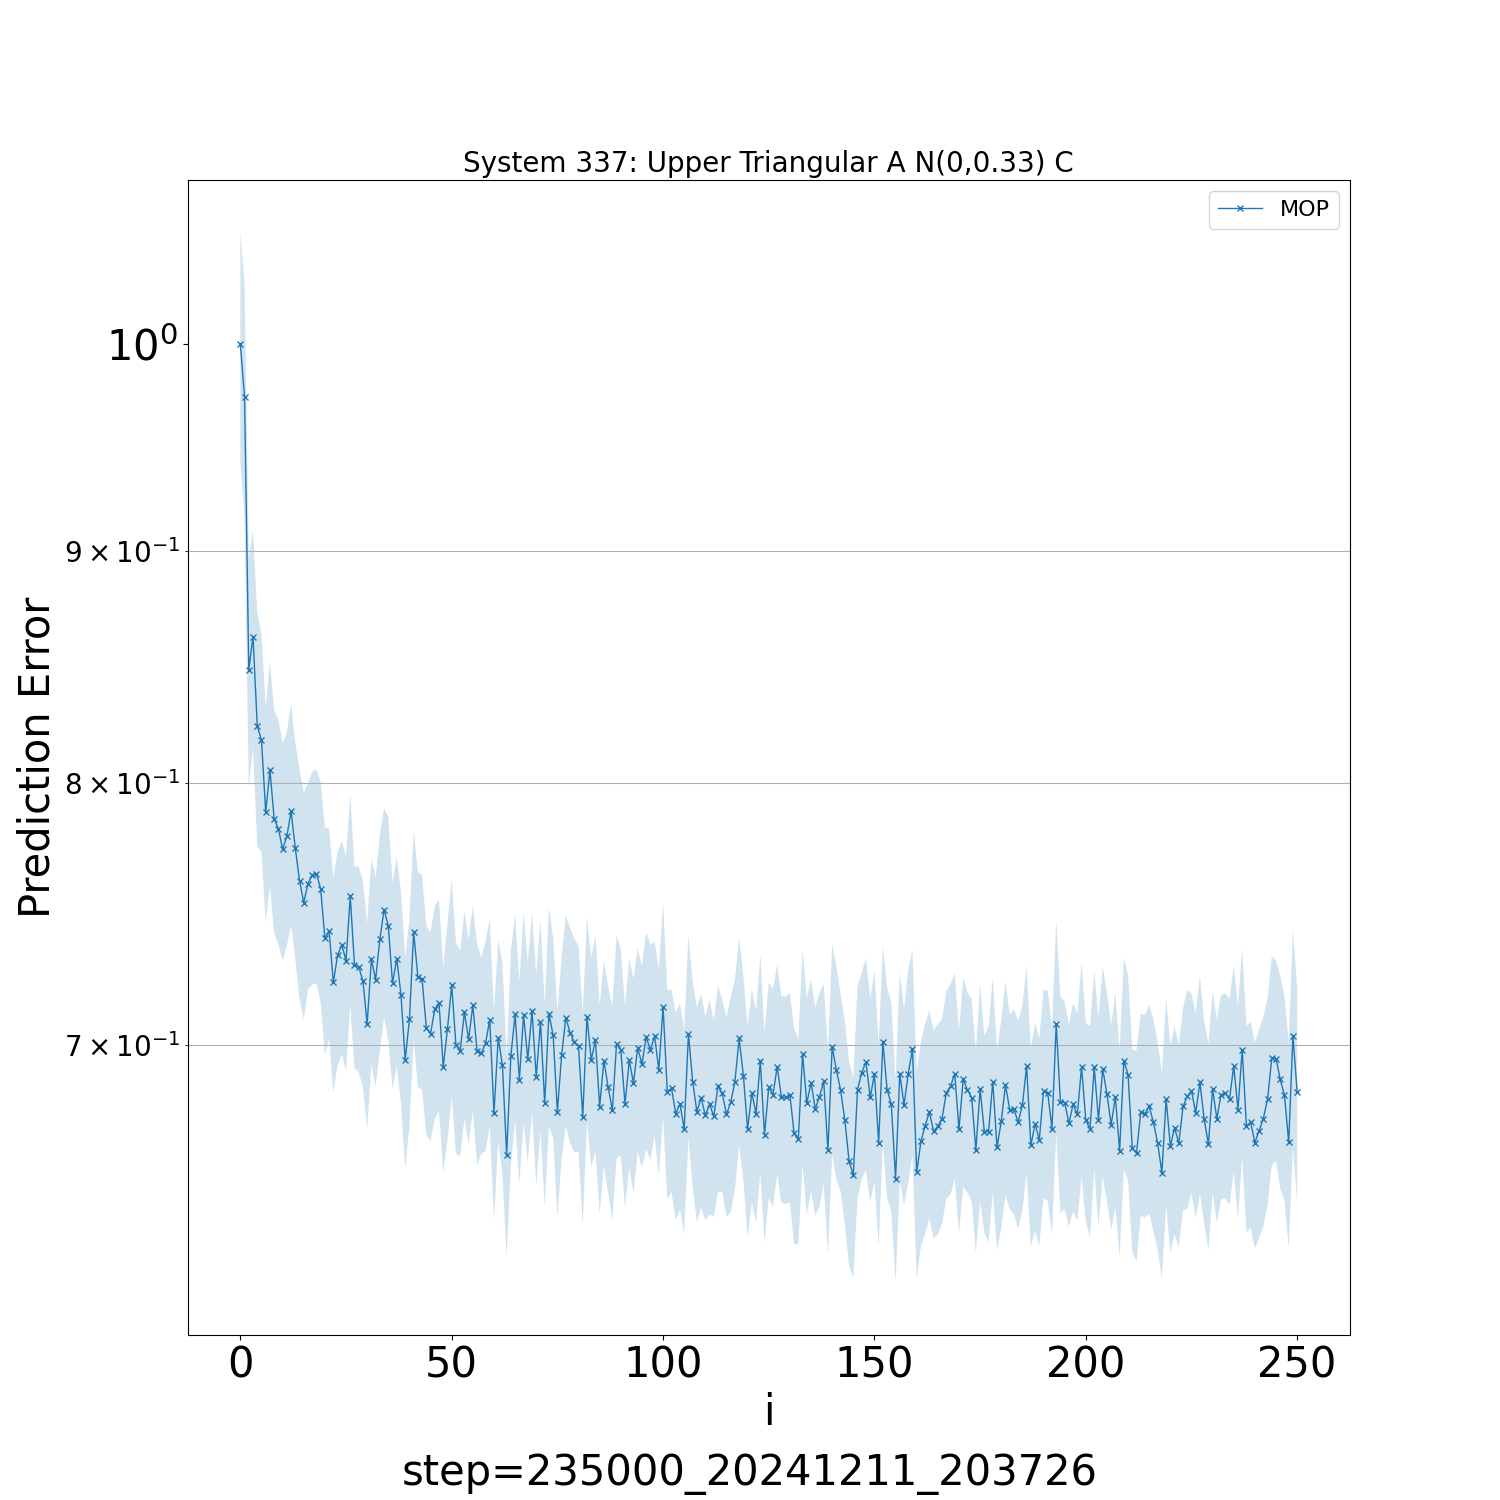 System 337: Upper Triangular A N(0,0.33) C
MOP
10⁰
9 × 10⁻¹
8 × 10⁻¹
7 × 10⁻¹
Prediction Error
0 50 100 150 200 250
i
step=235000_20241211_203726